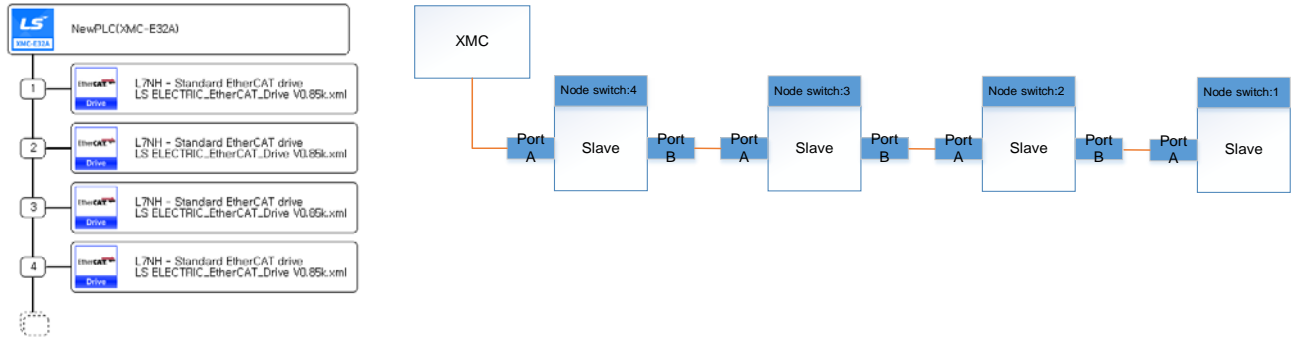 LS
XMC-E32A
NewPLC(XMC-E32A)
1
EtherCAT
Drive
L7NH - Standard EtherCAT drive
LS ELECTRIC_EtherCAT_Drive V0.85k.xml
2
EtherCAT
Drive
L7NH - Standard EtherCAT drive
LS ELECTRIC_EtherCAT_Drive V0.85k.xml
3
EtherCAT
Drive
L7NH - Standard EtherCAT drive
LS ELECTRIC_EtherCAT_Drive V0.85k.xml
4
EtherCAT
Drive
L7NH - Standard EtherCAT drive
LS ELECTRIC_EtherCAT_Drive V0.85k.xml
XMC
Node switch:4
Port
A
Slave
Port
B
Node switch:3
Port
A
Slave
Port
B
Node switch:2
Port
A
Slave
Port
B
Node switch:1
Port
A
Slave